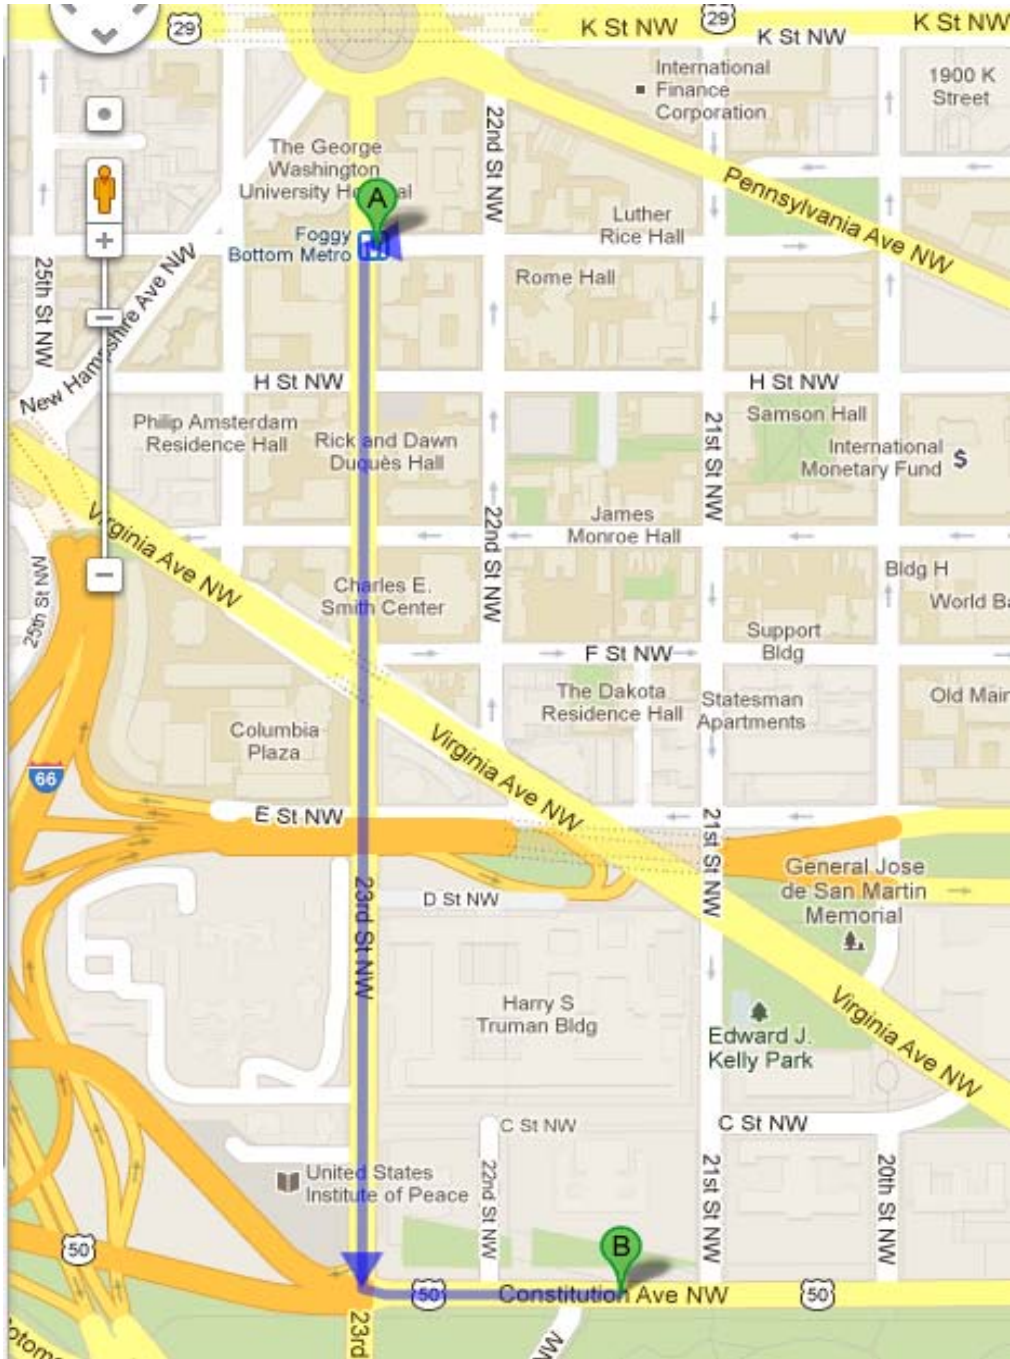 29
K St NW
29
K St NW
K St NW
International
Finance
Corporation
1900 K
Street
The George
Washington
University
A
22nd St NW
Pennsylvania Ave NW
Luther
Rice Hall
Foggy
Bottom Metro
Rome Hall
25th St NW
New Hampshire Ave NW
H St NW
H St NW
Philip Amsterdam
Residence Hall
Rick and Dawn
Duquès Hall
Samson Hall
International
Monetary Fund
$
21st St NW
James
Monroe Hall
22nd St NW
Virginia Ave NW
25th St NW
Charles E.
Smith Center
Bldg H
World
Support
Bldg
F St NW
The Dakota
Residence Hall
Statesman
Apartments
Old Main
Columbia
Plaza
Virginia Ave NW
66
E St NW
21st St NW
General Jose
de San Martin
Memorial
D St NW
23rd St NW
Harry S
Truman Bldg
Edward J.
Kelly Park
Virginia Ave NW
C St NW
C St NW
United States
Institute of Peace
22nd St NW
21st St NW
20th St NW
B
50
50
Constitution Ave NW
50
23rd
NW